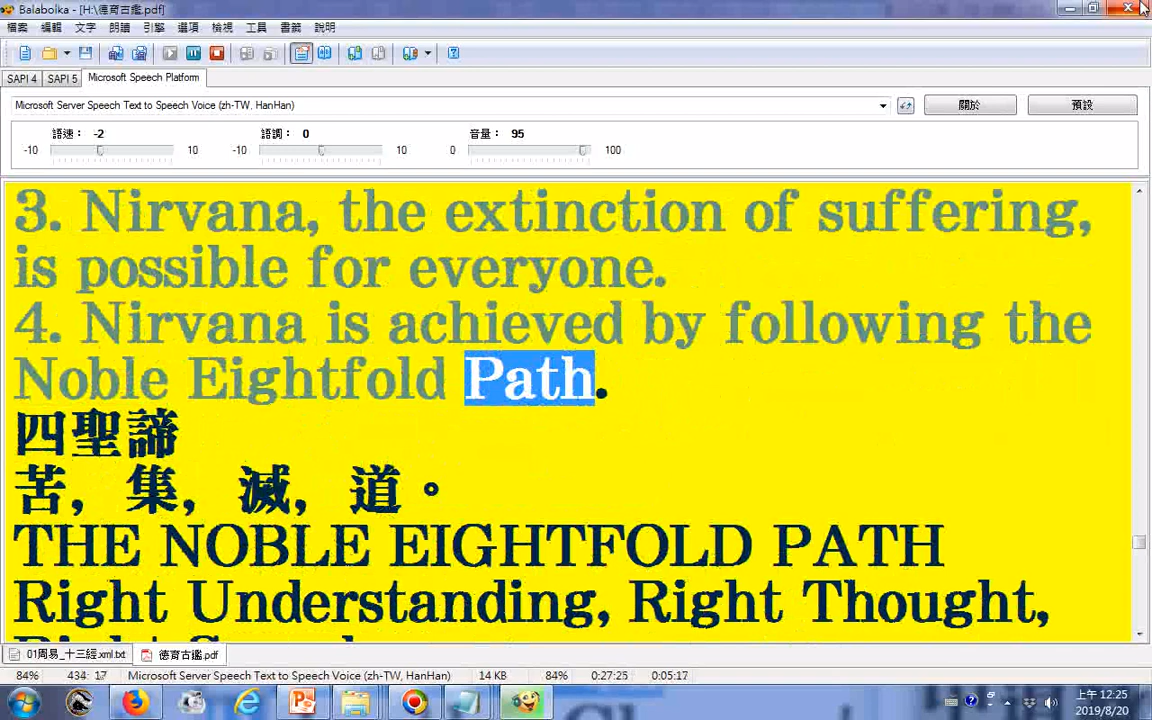 Balabolka - [H:\德育古鑑.pdf]
檔案 編輯 文字 朗讀 引擎 選項 檢視 工具 書籤 說明
SAPI 4 SAPI 5 Microsoft Speech Platform
Microsoft Server Speech Text to Speech Voice (zh-TW, HanHan) 關於 預設
語速： -2 語調： 0 音量： 95
-10 10 -10 10 0 100
3. Nirvana, the extinction of suffering,
is possible for everyone.
4. Nirvana is achieved by following the
Noble Eightfold Path.
四聖諦
苦，集，滅，道。
THE NOBLE EIGHTFOLD PATH
Right Understanding, Right Thought,
01周易_十三經.xml.txt 德育古鑑.pdf
84% 434: 17 Microsoft Server Speech Text to Speech Voice (zh-TW, HanHan) 14 KB 84% 0:27:25 0:05:17
上午 12:25
2019/8/20